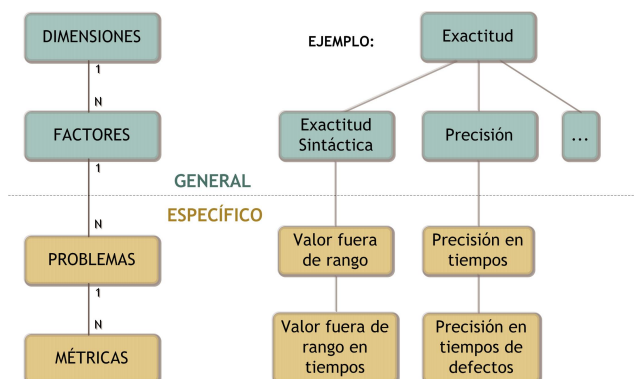 DIMENSIONES
1
N
FACTORES
1
N
PROBLEMAS
1
N
MÉTRICAS
GENERAL
ESPECÍFICO
EJEMPLO:
Exactitud
Exactitud
Sintáctica
Precisión
...
Valor fuera
de rango
Precisión en
tiempos
Valor fuera de
rango en
tiempos
Precisión en
tiempos de
defectos